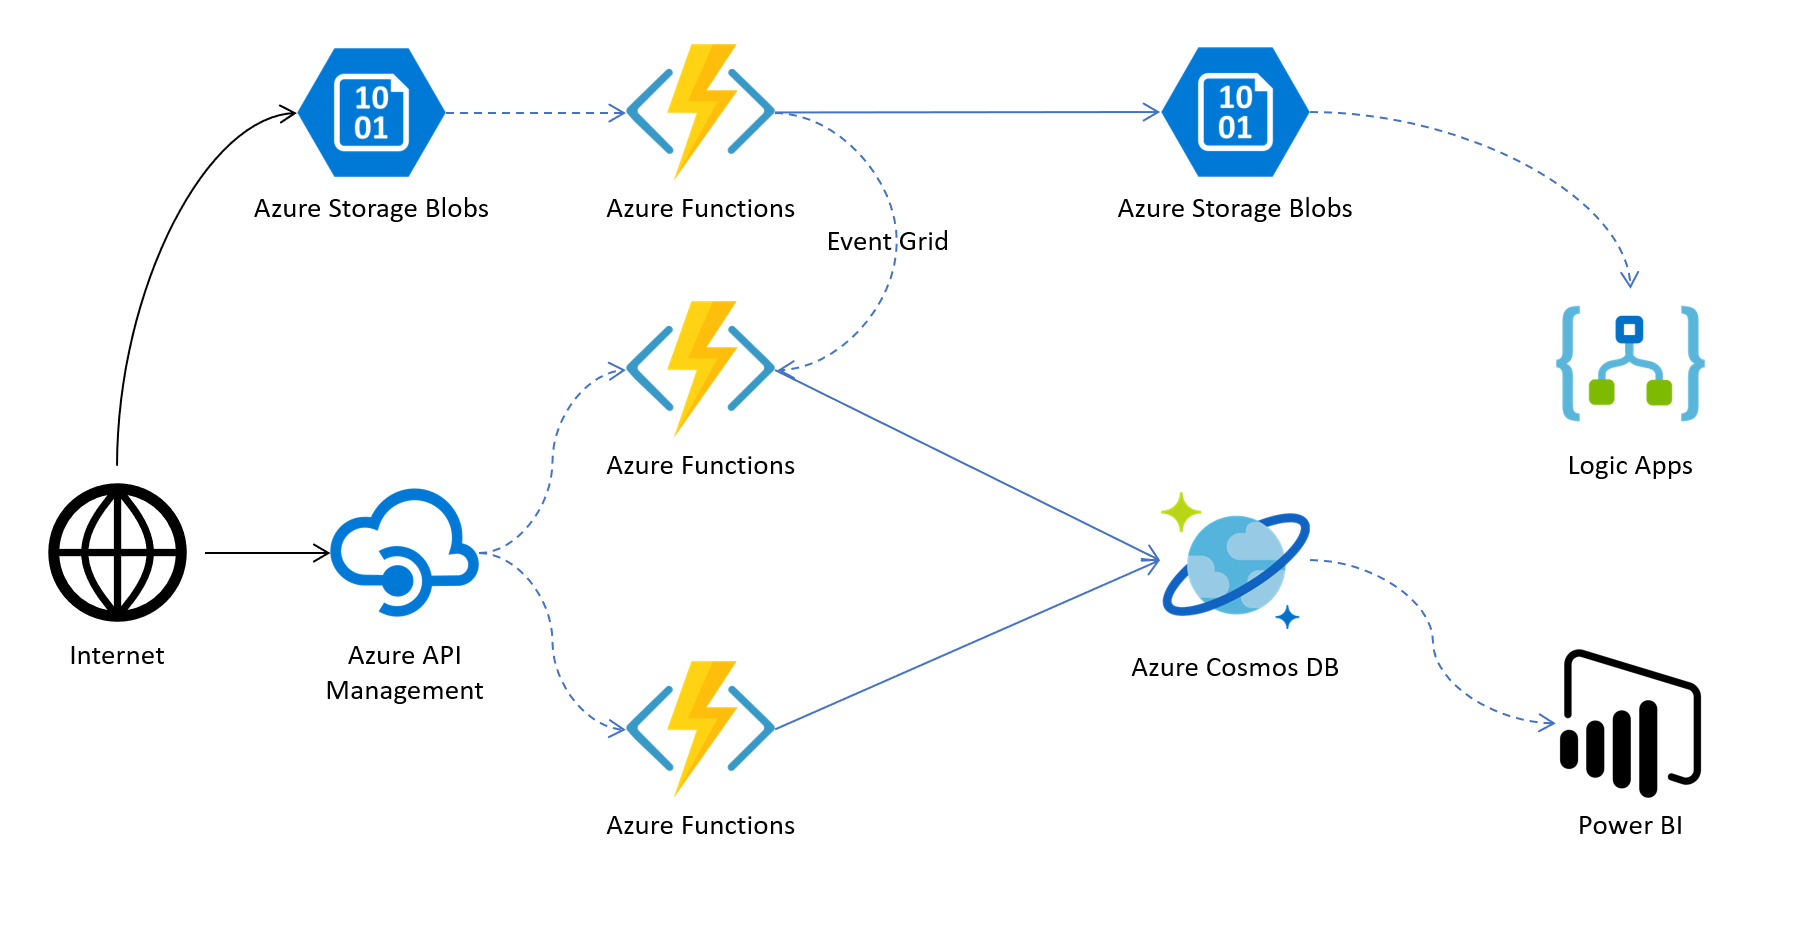 10
01
10
01
Azure Storage Blobs
Azure Functions
Azure Storage Blobs
Event Grid
Azure Functions
Logic Apps
Internet
Azure API
Management
Azure Cosmos DB
Azure Functions
Power BI